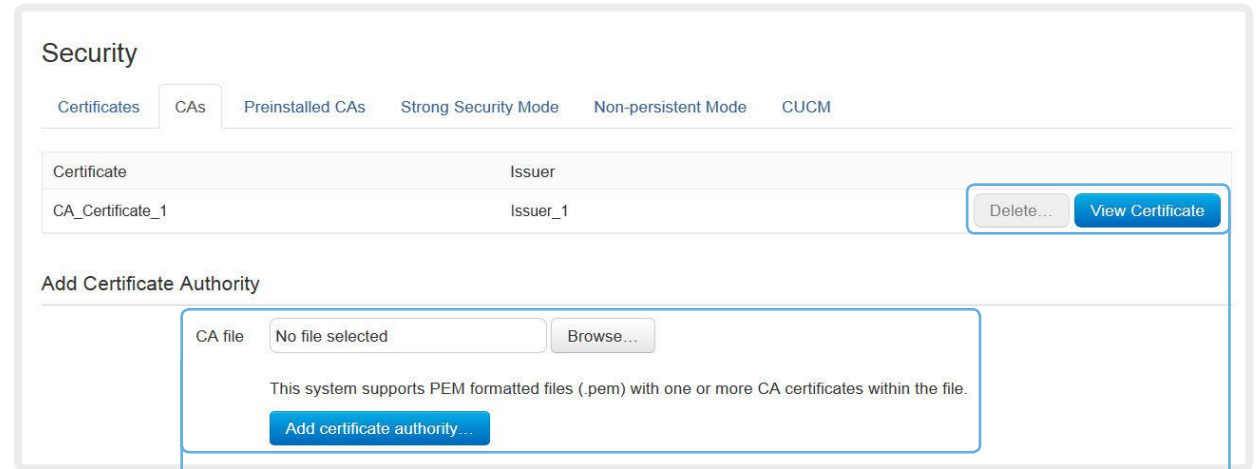 Security
Certificates CAs Preinstalled CAs Strong Security Mode Non-persistent Mode CUCM
Certificate Issuer
CA_Certificate_1 Issuer_1 Delete... View Certificate
Add Certificate Authority
CA file No file selected Browse...
This system supports PEM formatted files (.pem) with one or more CA certificates within the file.
Add certificate authority...